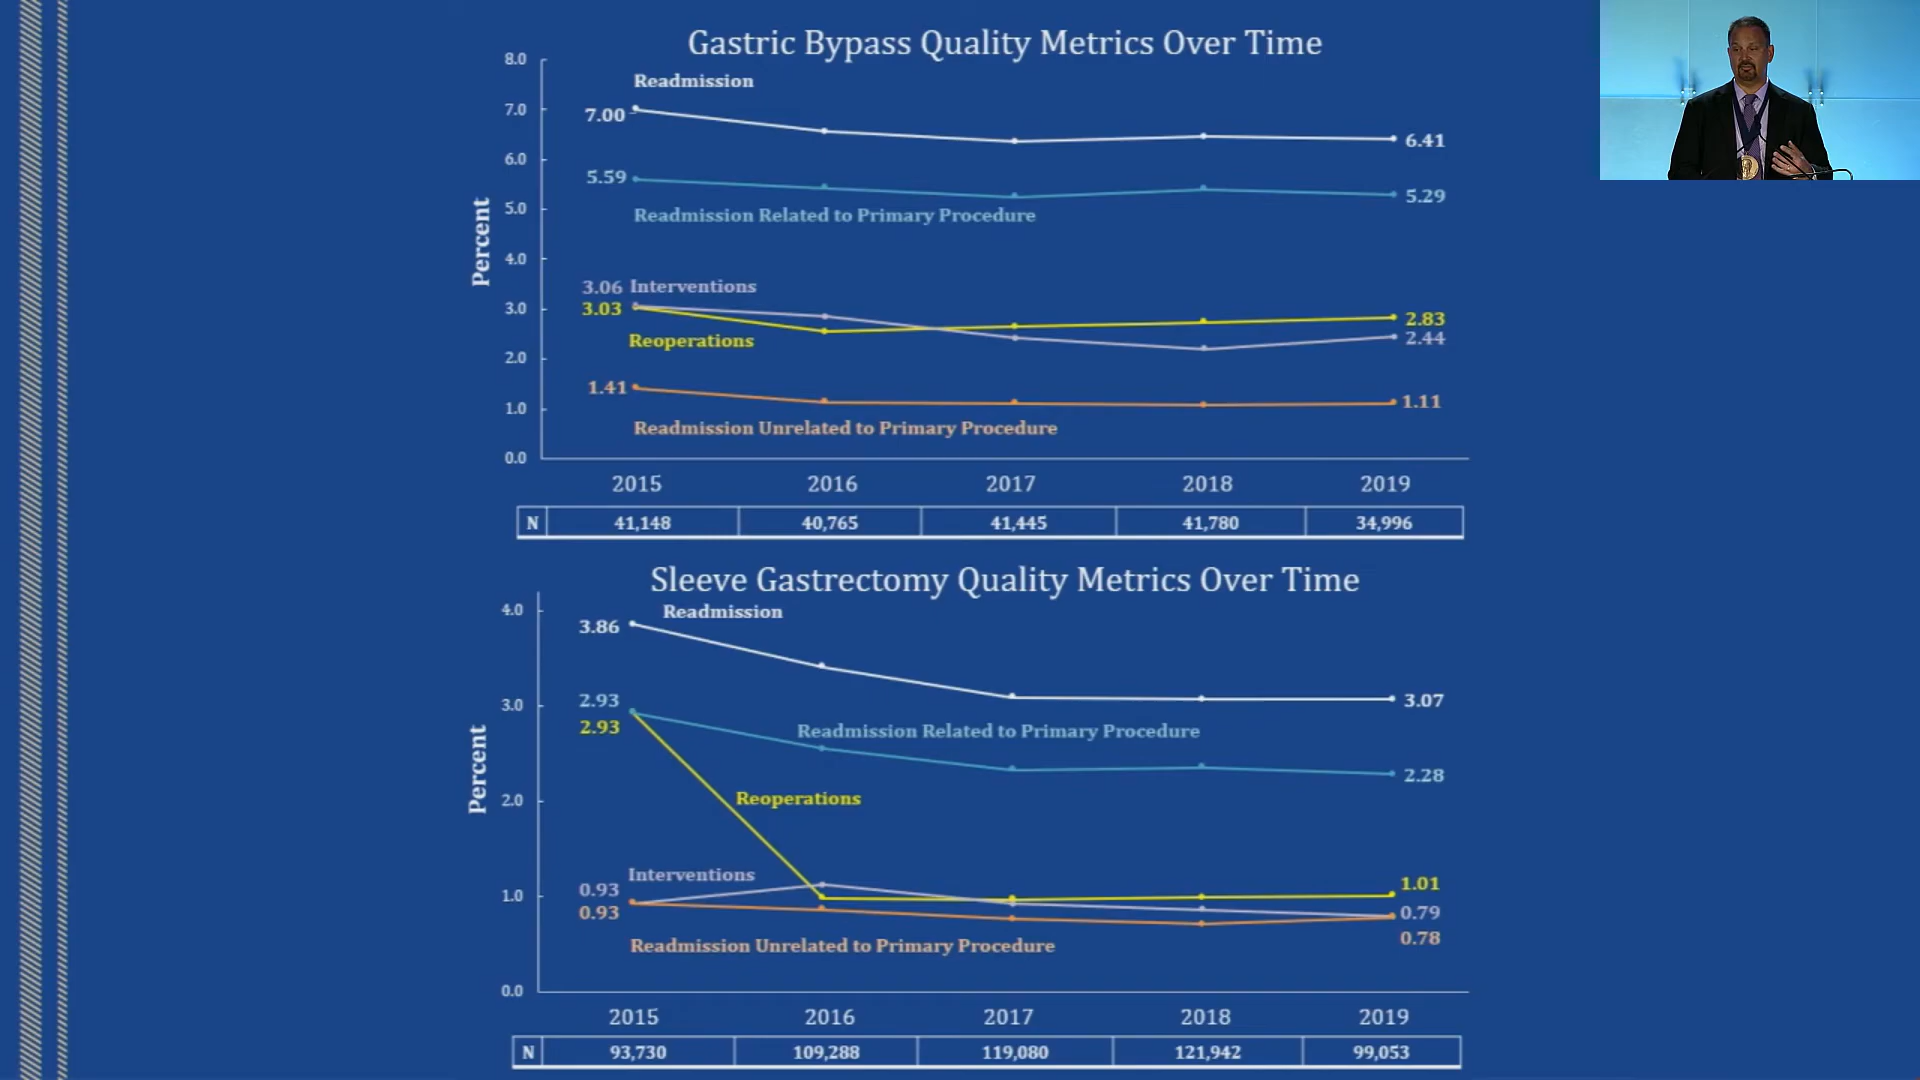 Gastric Bypass Quality Metrics Over Time
8.0
Readmission
7.0
7.00
6.41
6.0
5.59
5.29
5.0
Readmission Related to Primary Procedure
Percent
4.0
3.06 Interventions
3.0
3.03
2.83
Reoperations
2.44
2.0
1.41
1.11
1.0
Readmission Unrelated to Primary Procedure
0.0
2015 2016 2017 2018 2019
N 41,148 40,765 41,445 41,780 34,996
Sleeve Gastrectomy Quality Metrics Over Time
4.0
Readmission
3.86
3.07
3.0
2.93
2.93
Readmission Related to Primary Procedure
2.28
Percent
2.0
Reoperations
Interventions
1.01
1.0
0.93
0.93
0.79
0.78
Readmission Unrelated to Primary Procedure
0.0
2015 2016 2017 2018 2019
N 93,730 109,288 119,080 121,942 99,053